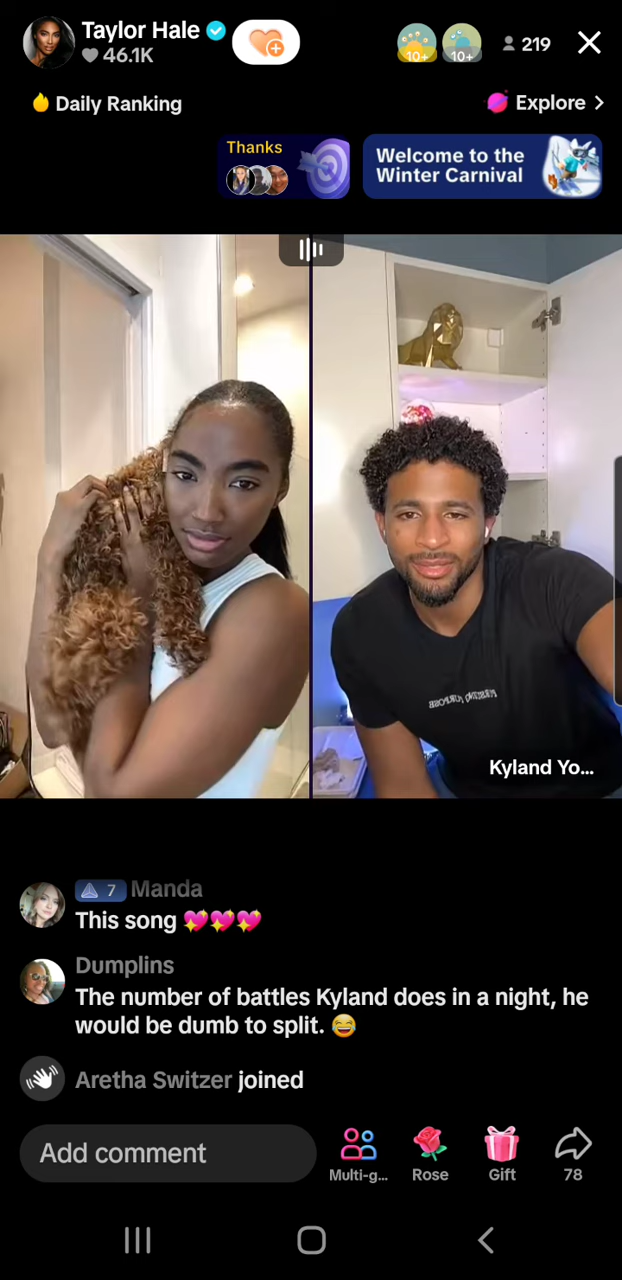 Taylor Hale
46.1K
10+
10+
219
Daily Ranking
Explore >
Thanks
Welcome to the
Winter Carnival
Kyland Yo...
7 Manda
This song 💖💖💖
Dumplins
The number of battles Kyland does in a night, he
would be dumb to split. 😂
Aretha Switzer joined
Add comment
Multi-g...
Rose
Gift
78